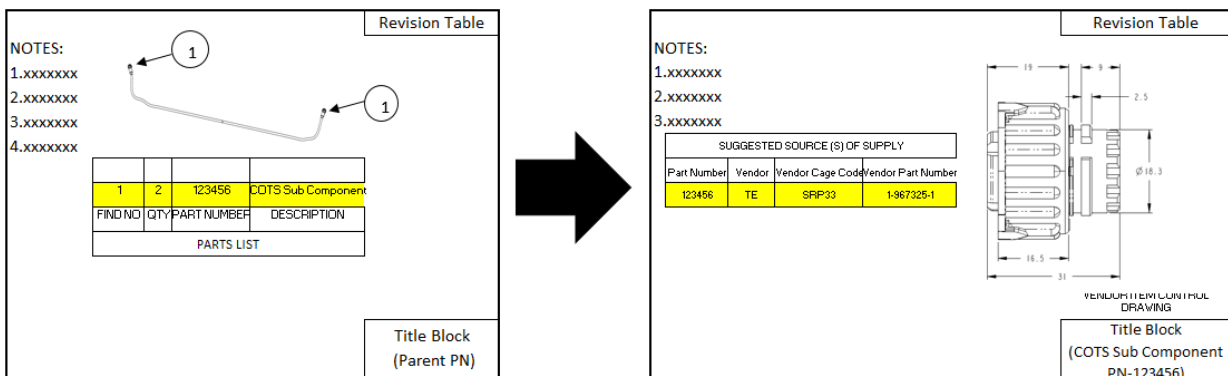 Revision Table
NOTES:
1.xxxxxxx
2.xxxxxxx
3.xxxxxxx
4.xxxxxxx
1
1
1 2 123456 COTS Sub Component
FIND NO QTY PART NUMBER DESCRIPTION
PARTS LIST
Title Block
(Parent PN)
Revision Table
NOTES:
1.xxxxxxx
2.xxxxxxx
3.xxxxxxx
SUGGESTED SOURCE (S) OF SUPPLY
Part Number Vendor Vendor Cage Code Vendor Part Number
123456 TE SRP33 1-967325-1
19 9
2.5
Ø18.3
16.5
31
VENDOR ITEM CONTROL
DRAWING
Title Block
(COTS Sub Component
PN-123456)